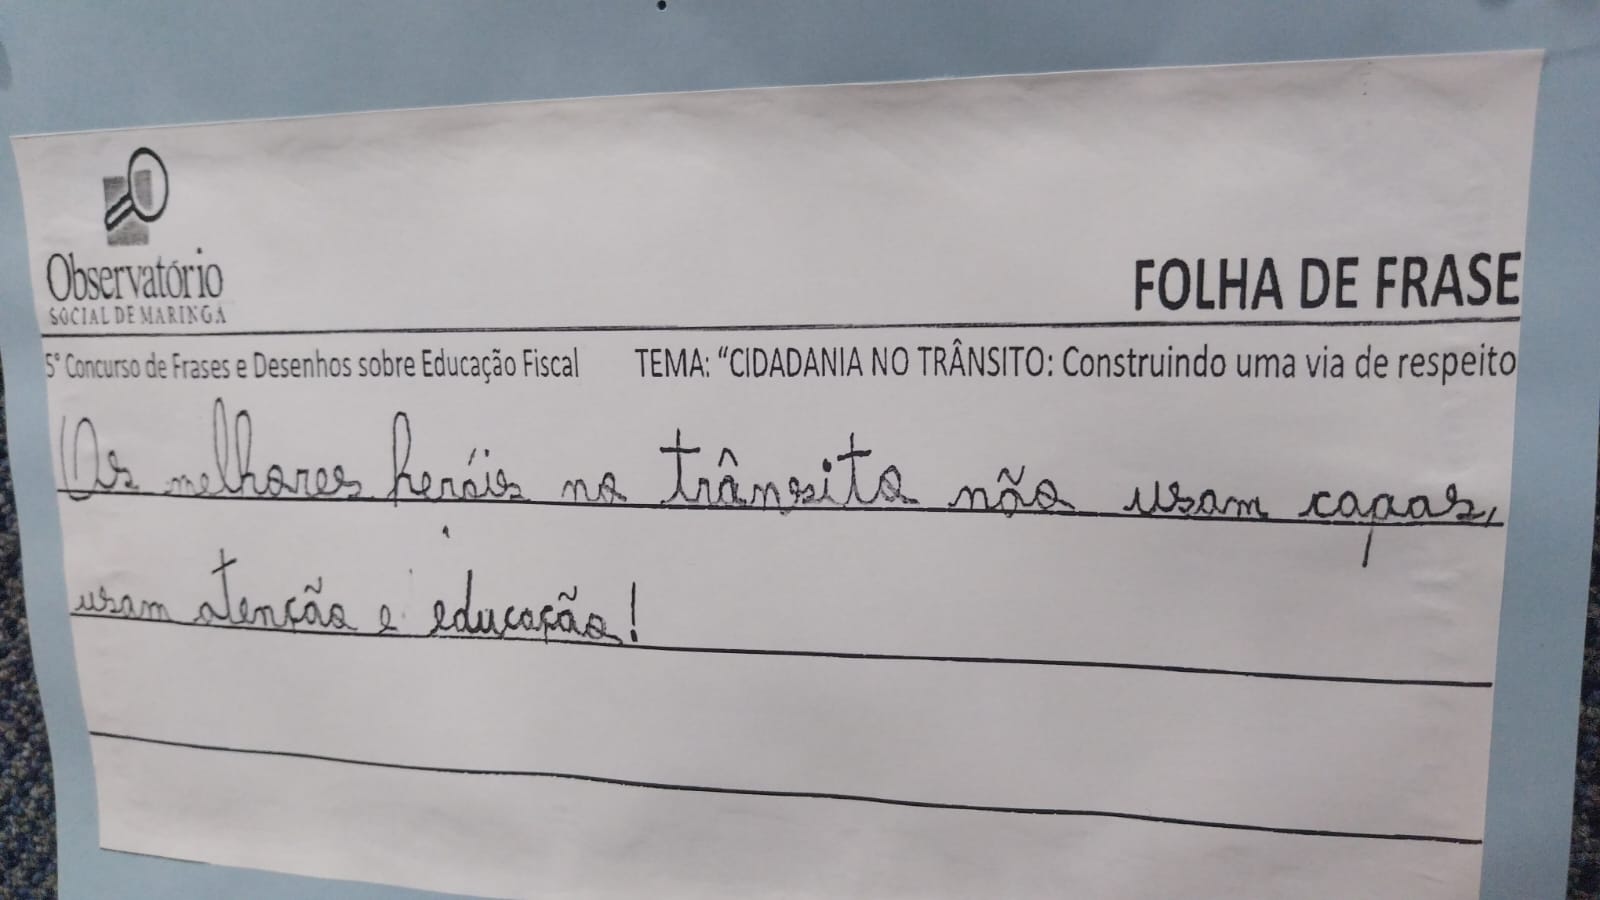 Observatório
SOCIAL DE MARINGÁ
FOLHA DE FRASE
5° Concurso de Frases e Desenhos sobre Educação Fiscal TEMA: “CIDADANIA NO TRÂNSITO: Construindo uma via de respeito
Os melhores heróis no trânsito não usam capas,
usam atenção e educação!